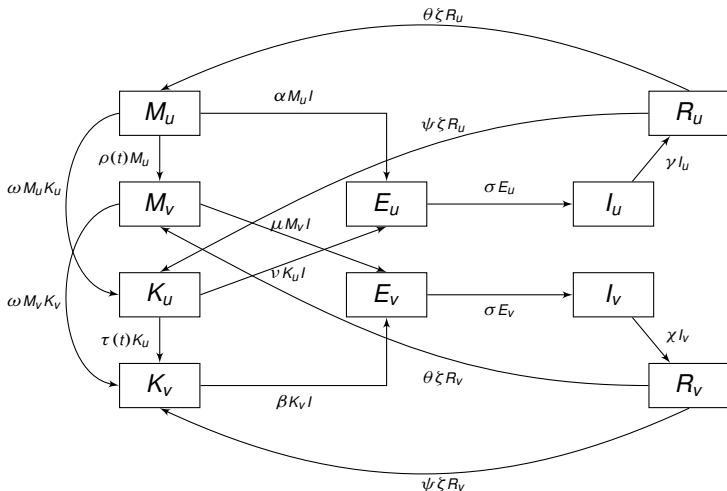 θζR_u
M_u
αM_uI
ψζR_u
R_u
ρ(t)M_u
γI_u
ωM_uK_u
M_v
E_u
σE_u
I_u
μM_vI
νK_uI
ωM_vK_v
K_u
E_v
σE_v
I_v
τ(t)K_u
χI_v
K_v
βK_vI
θζR_v
R_v
ψζR_v